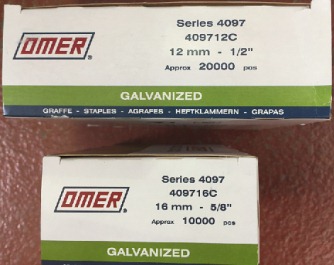 OMER®
Series 4097
409712C
12 mm - 1/2"
Approx 20000 pcs
GALVANIZED
GRAFFE - STAPLES - AGRAFES - HEFTKLAMMERN - GRAPAS
OMER®
Series 4097
409716C
16 mm - 5/8"
Approx 10000 pcs
GALVANIZED